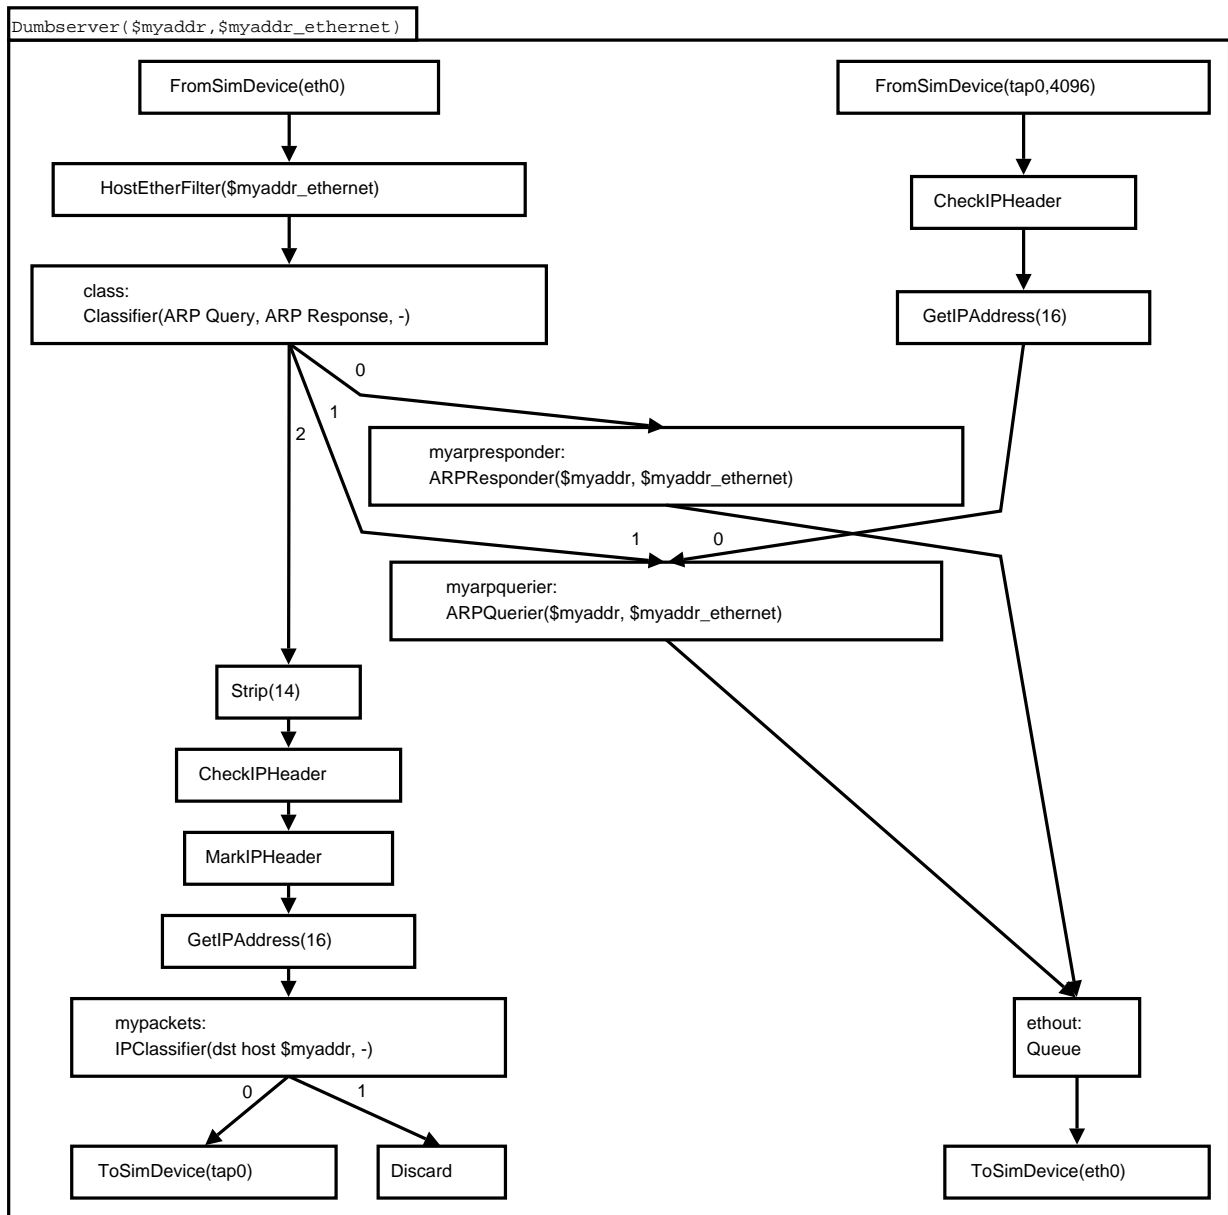 Dumbserver($myaddr,$myaddr_ethernet)
FromSimDevice(eth0)
FromSimDevice(tap0,4096)
HostEtherFilter($myaddr_ethernet)
CheckIPHeader
class:
Classifier(ARP Query, ARP Response, -)
GetIPAddress(16)
0
1
2
myarpresponder:
ARPResponder($myaddr, $myaddr_ethernet)
1
0
myarpquerier:
ARPQuerier($myaddr, $myaddr_ethernet)
Strip(14)
CheckIPHeader
MarkIPHeader
GetIPAddress(16)
mypackets:
IPClassifier(dst host $myaddr, -)
ethout:
Queue
0
1
ToSimDevice(tap0)
Discard
ToSimDevice(eth0)